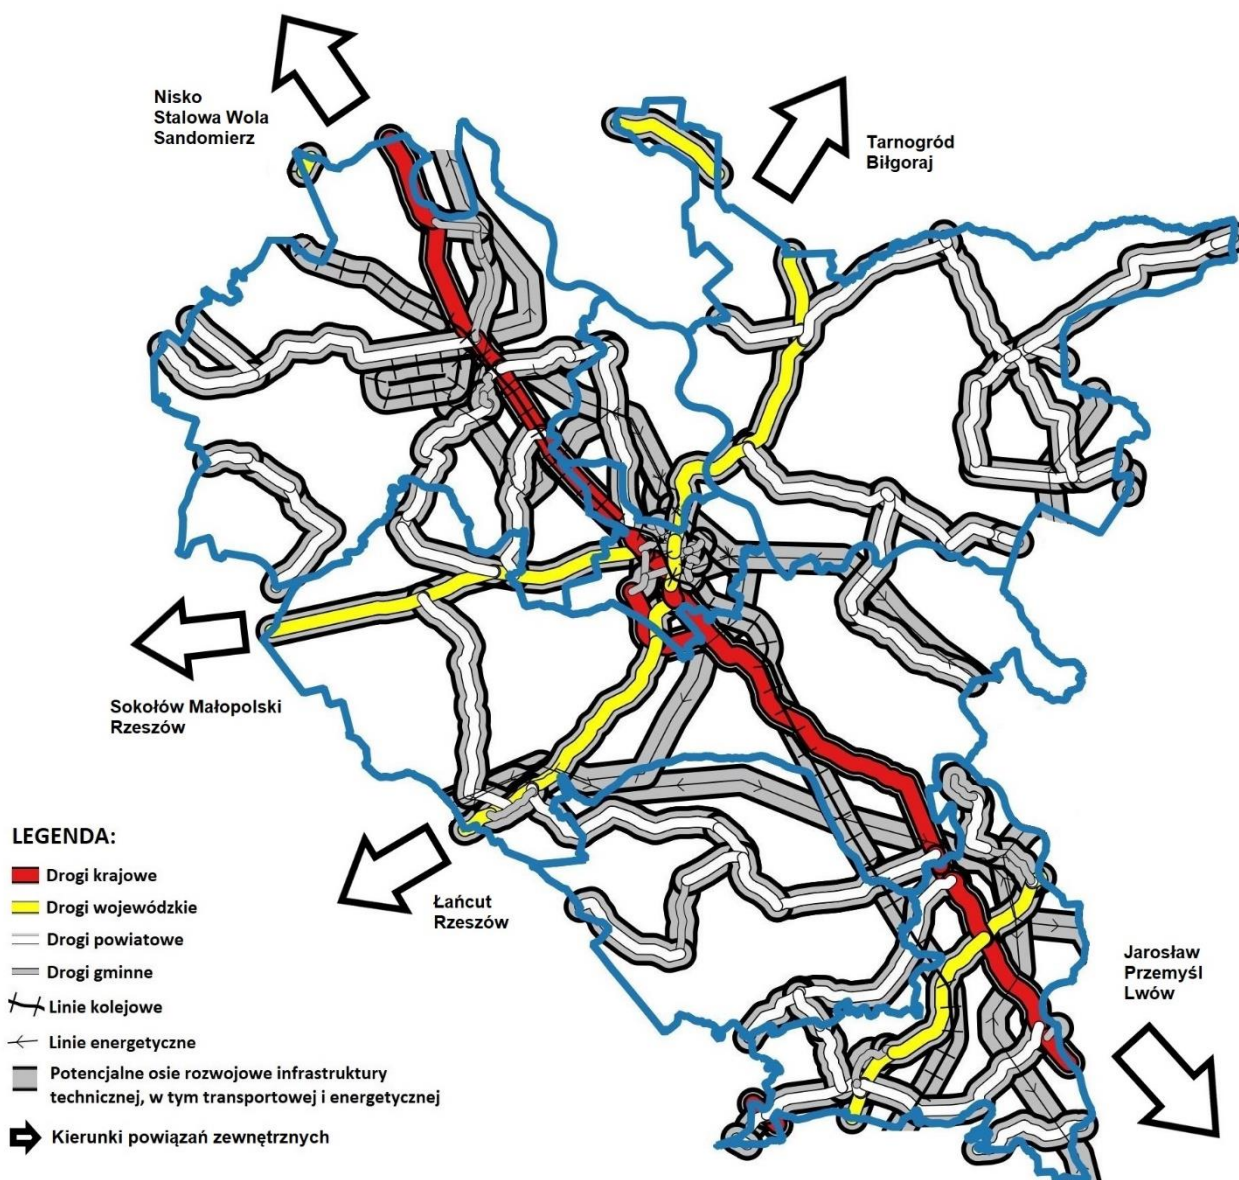 Nisko
Stalowa Wola
Sandomierz
Tarnogród
Biłgoraj
Sokołów Małopolski
Rzeszów
Łańcut
Rzeszów
Jarosław
Przemyśl
Lwów
LEGENDA:
Drogi krajowe
Drogi wojewódzkie
Drogi powiatowe
Drogi gminne
Linie kolejowe
Linie energetyczne
Potencjalne osie rozwojowe infrastruktury
technicznej, w tym transportowej i energetycznej
Kierunki powiązań zewnętrznych